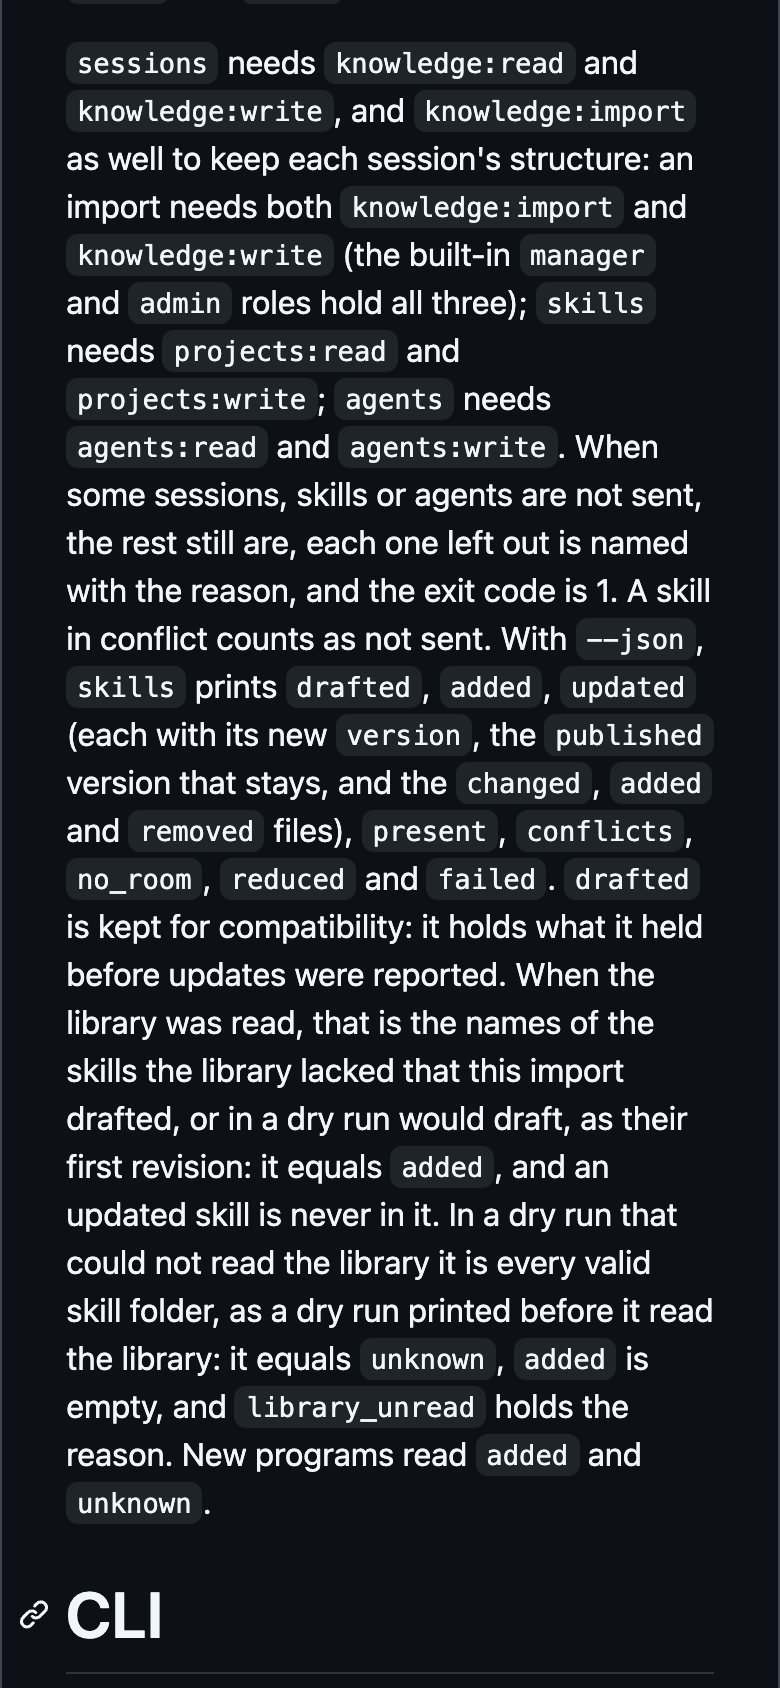 sessions needs knowledge:read and
knowledge:write, and knowledge:import
as well to keep each session's structure: an
import needs both knowledge:import and
knowledge:write (the built-in manager
and admin roles hold all three); skills
needs projects:read and
projects:write; agents needs
agents:read and agents:write. When
some sessions, skills or agents are not sent,
the rest still are, each one left out is named
with the reason, and the exit code is 1. A skill
in conflict counts as not sent. With --json,
skills prints drafted, added, updated
(each with its new version, the published
version that stays, and the changed, added
and removed files), present, conflicts,
no_room, reduced and failed. drafted
is kept for compatibility: it holds what it held
before updates were reported. When the
library was read, that is the names of the
skills the library lacked that this import
drafted, or in a dry run would draft, as their
first revision: it equals added, and an
updated skill is never in it. In a dry run that
could not read the library it is every valid
skill folder, as a dry run printed before it read
the library: it equals unknown, added is
empty, and library_unread holds the
reason. New programs read added and
unknown.
CLI